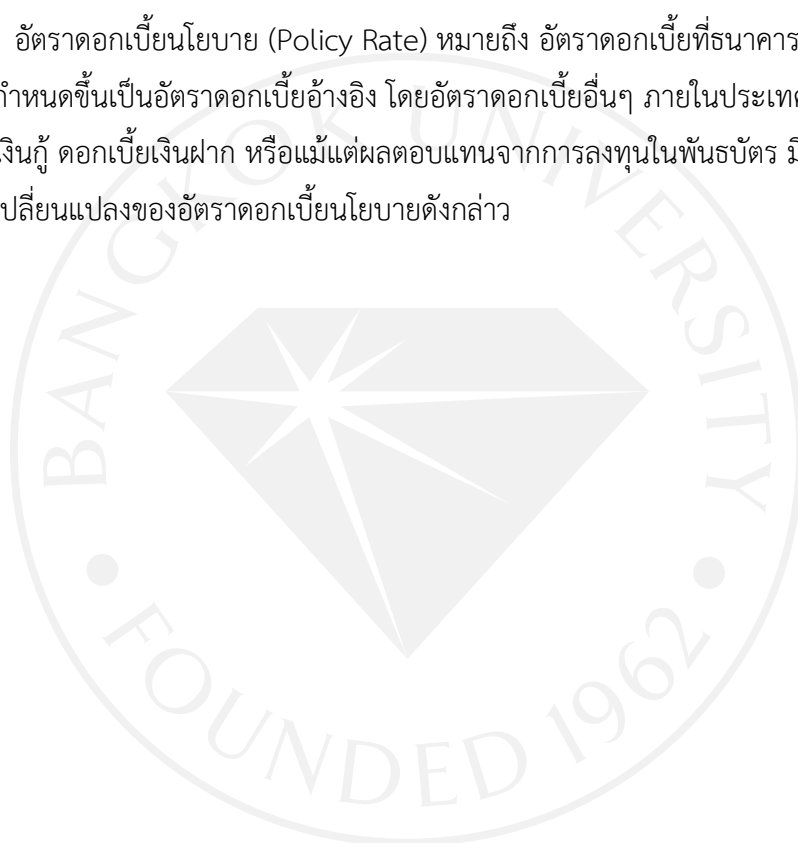 อัตราดอกเบี้ยนโยบาย (Policy Rate) หมายถึง อัตราดอกเบี้ยที่ธนาคาร
กำหนดขึ้นเป็นอัตราดอกเบี้ยอ้างอิง โดยอัตราดอกเบี้ยอื่นๆ ภายในประเทศ
เงินกู้ ดอกเบี้ยเงินฝาก หรือแม้แต่ผลตอบแทนจากการลงทุนในพันธบัตร
เปลี่ยนแปลงของอัตราดอกเบี้ยนโยบายดังกล่าว
BANGKOK UNIVERSITY
FOUNDED 1962